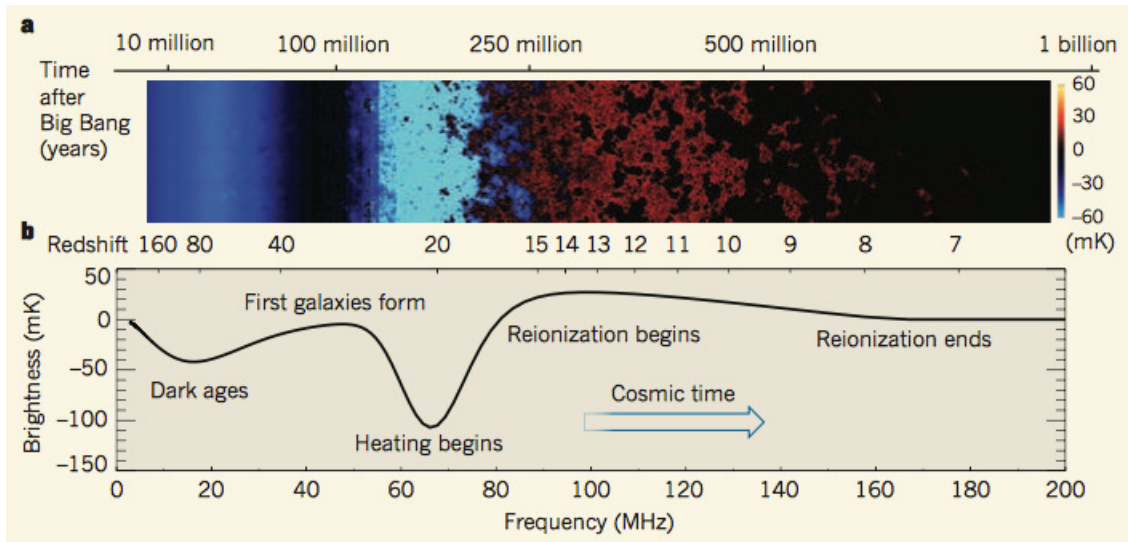 a
10 million 100 million 250 million 500 million 1 billion
Time
after
Big Bang
(years)
60
30
0
−30
−60
(mK)
b
Redshift 160 80 40 20 15 14 13 12 11 10 9 8 7
Brightness (mK)
50
0
−50
−100
−150
First galaxies form
Reionization begins
Reionization ends
Dark ages
Cosmic time
Heating begins
0 20 40 60 80 100 120 140 160 180 200
Frequency (MHz)